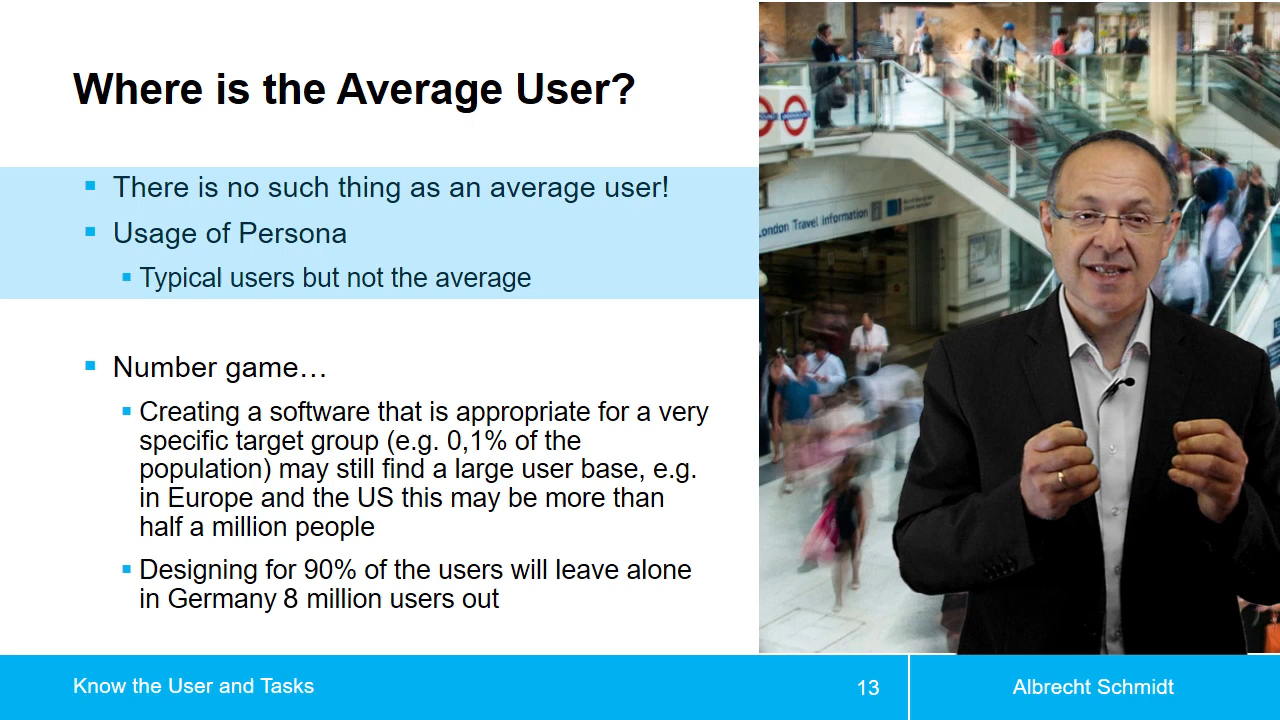 Where is the Average User?
There is no such thing as an average user!
Usage of Persona
Typical users but not the average
Number game…
Creating a software that is appropriate for a very
specific target group (e.g. 0,1% of the
population) may still find a large user base, e.g.
in Europe and the US this may be more than
half a million people
Designing for 90% of the users will leave alone
in Germany 8 million users out
London Travel information
Know the User and Tasks
13
Albrecht Schmidt